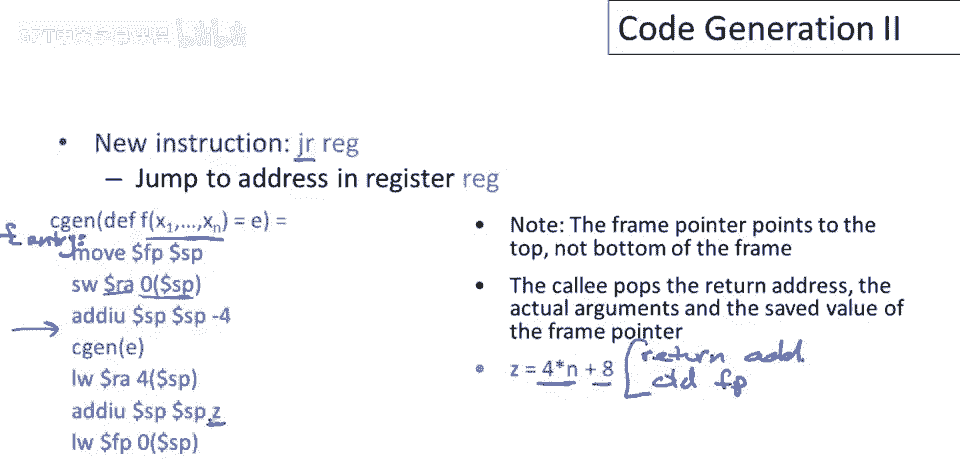 Code Generation II
• New instruction: jr reg
– Jump to address in register reg
cgen(def f(x1,...,xn) = e) =
f entry:
move $fp $sp
sw $ra 0($sp)
addiu $sp $sp -4
cgen(e)
lw $ra 4($sp)
addiu $sp $sp z
lw $fp 0($sp)
• Note: The frame pointer points to the
top, not bottom of the frame
• The callee pops the return address, the
actual arguments and the saved value of
the frame pointer
• z = 4*n + 8
return add
old fp